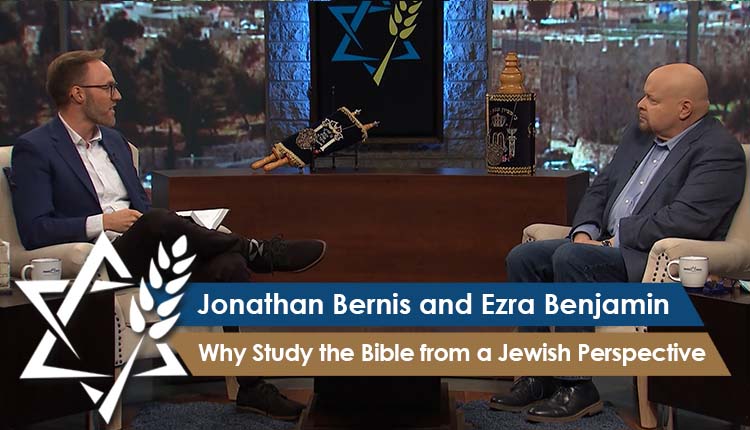 Jonathan Bernis and Ezra Benjamin
Why Study the Bible from a Jewish Perspective